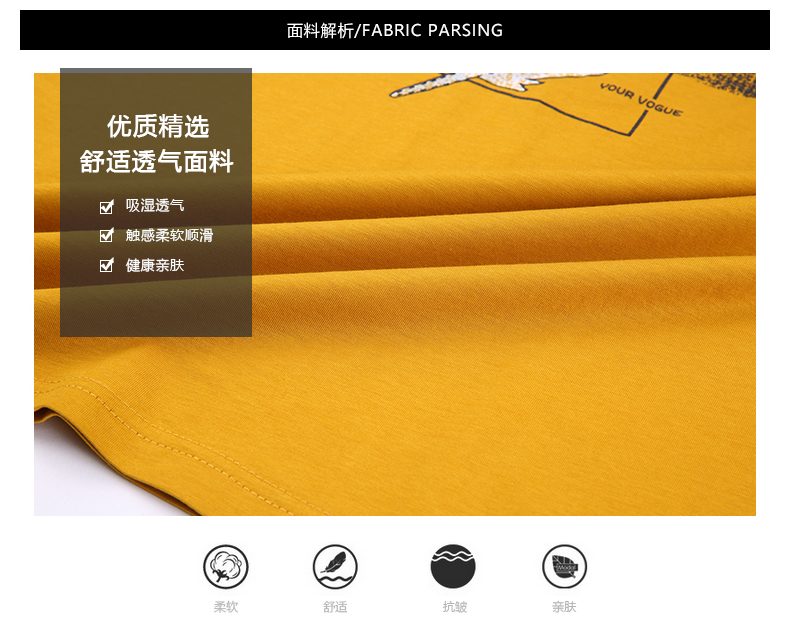 面料解析/FABRIC PARSING
YOUR VOGUE
优质精选
舒适透气面料
吸湿透气
触感柔软顺滑
健康亲肤
Modal
柔软
舒适
抗皱
亲肤